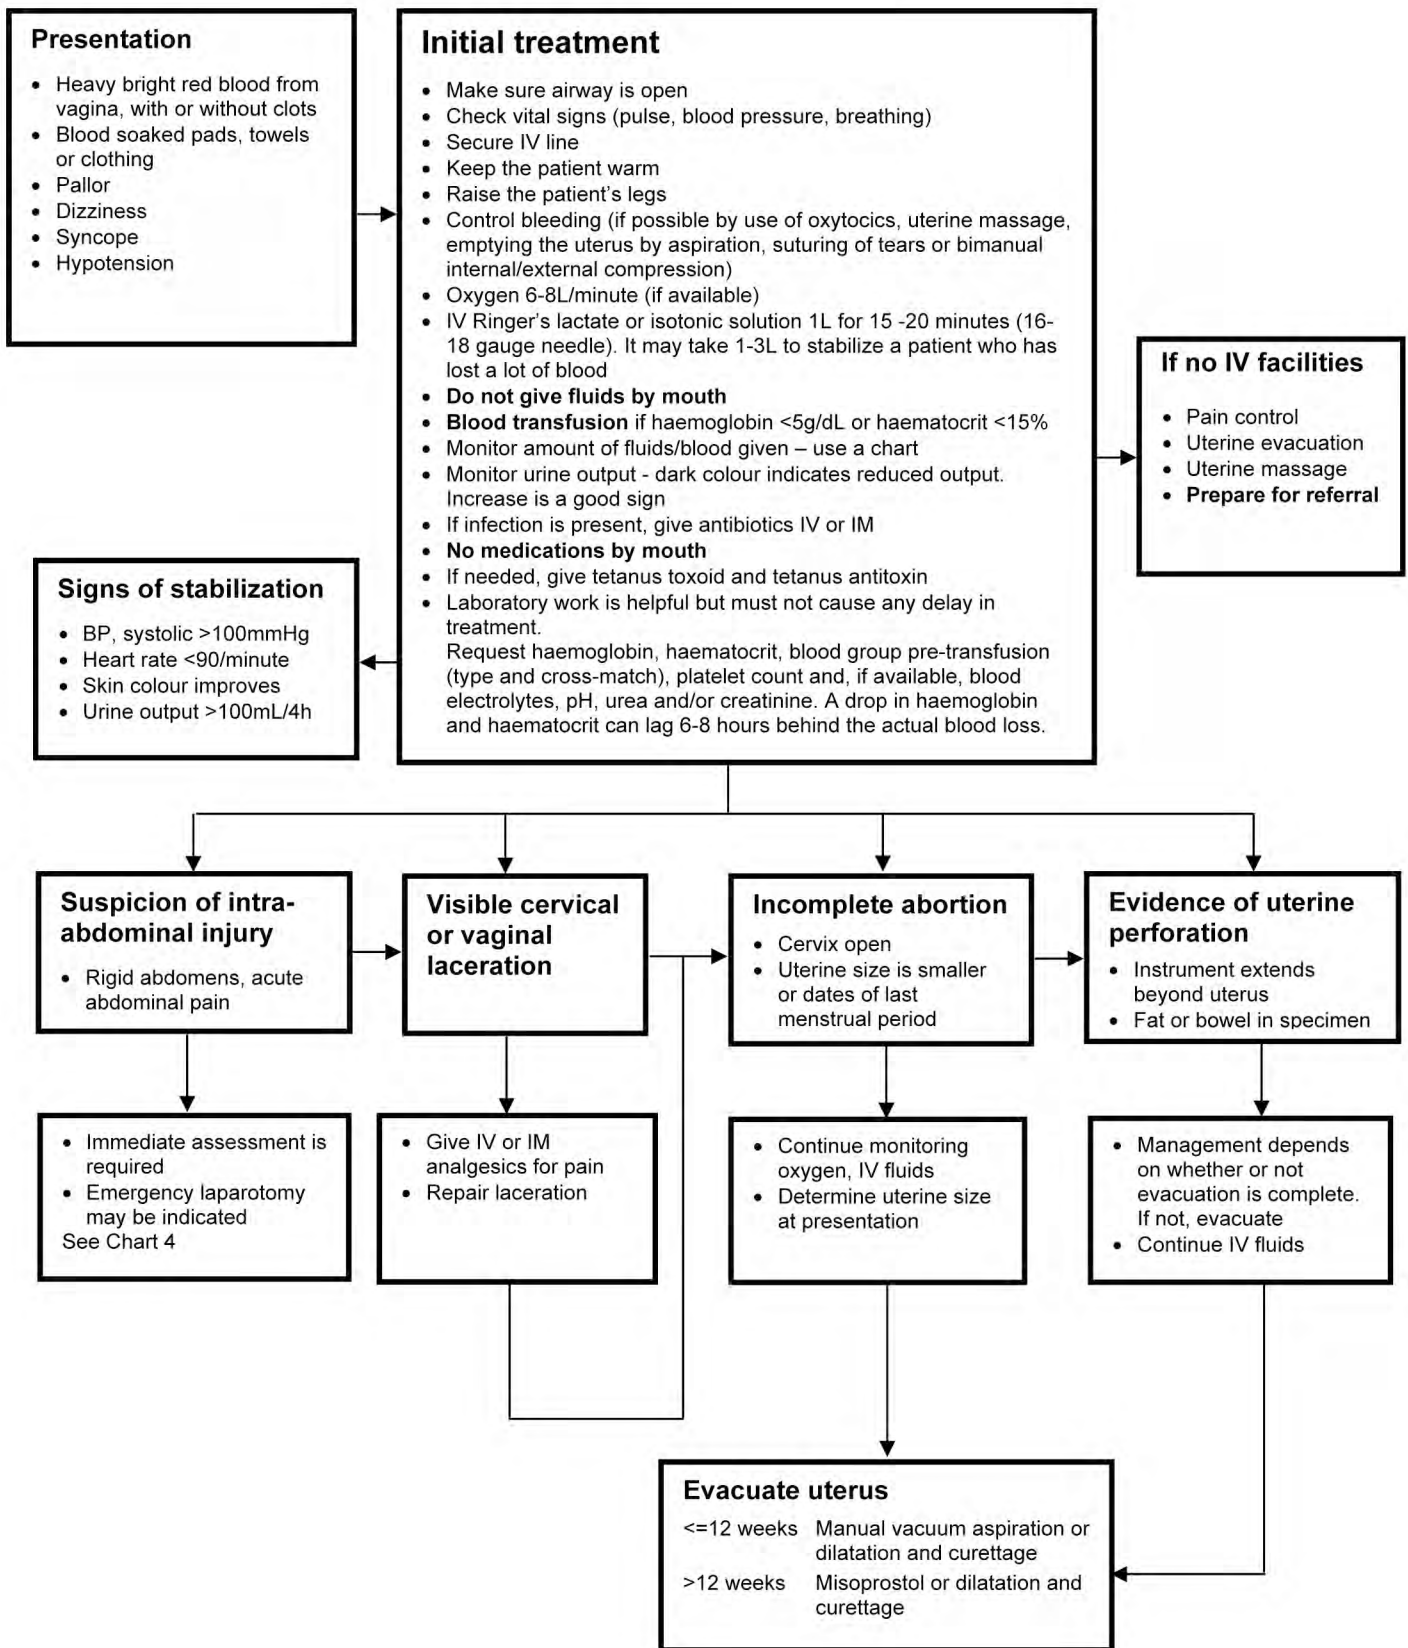 Presentation
• Heavy bright red blood from
vagina, with or without clots
• Blood soaked pads, towels
or clothing
• Pallor
• Dizziness
• Syncope
• Hypotension
Initial treatment
• Make sure airway is open
• Check vital signs (pulse, blood pressure, breathing)
• Secure IV line
• Keep the patient warm
• Raise the patient’s legs
• Control bleeding (if possible by use of oxytocics, uterine massage,
emptying the uterus by aspiration, suturing of tears or bimanual
internal/external compression)
• Oxygen 6-8L/minute (if available)
• IV Ringer’s lactate or isotonic solution 1L for 15 -20 minutes (16-
18 gauge needle). It may take 1-3L to stabilize a patient who has
lost a lot of blood
• Do not give fluids by mouth
• Blood transfusion if haemoglobin <5g/dL or haematocrit <15%
• Monitor amount of fluids/blood given – use a chart
• Monitor urine output - dark colour indicates reduced output.
Increase is a good sign
• If infection is present, give antibiotics IV or IM
• No medications by mouth
• If needed, give tetanus toxoid and tetanus antitoxin
• Laboratory work is helpful but must not cause any delay in
treatment.
Request haemoglobin, haematocrit, blood group pre-transfusion
(type and cross-match), platelet count and, if available, blood
electrolytes, pH, urea and/or creatinine. A drop in haemoglobin
and haematocrit can lag 6-8 hours behind the actual blood loss.
If no IV facilities
• Pain control
• Uterine evacuation
• Uterine massage
• Prepare for referral
Signs of stabilization
• BP, systolic >100mmHg
• Heart rate <90/minute
• Skin colour improves
• Urine output >100mL/4h
Suspicion of intra-
abdominal injury
• Rigid abdomens, acute
abdominal pain
Visible cervical
or vaginal
laceration
Incomplete abortion
• Cervix open
• Uterine size is smaller
or dates of last
menstrual period
Evidence of uterine
perforation
• Instrument extends
beyond uterus
• Fat or bowel in specimen
• Immediate assessment is
required
• Emergency laparotomy
may be indicated
See Chart 4
• Give IV or IM
analgesics for pain
• Repair laceration
• Continue monitoring
oxygen, IV fluids
• Determine uterine size
at presentation
• Management depends
on whether or not
evacuation is complete.
If not, evacuate
• Continue IV fluids
Evacuate uterus
<=12 weeks Manual vacuum aspiration or
dilatation and curettage
>12 weeks Misoprostol or dilatation and
curettage